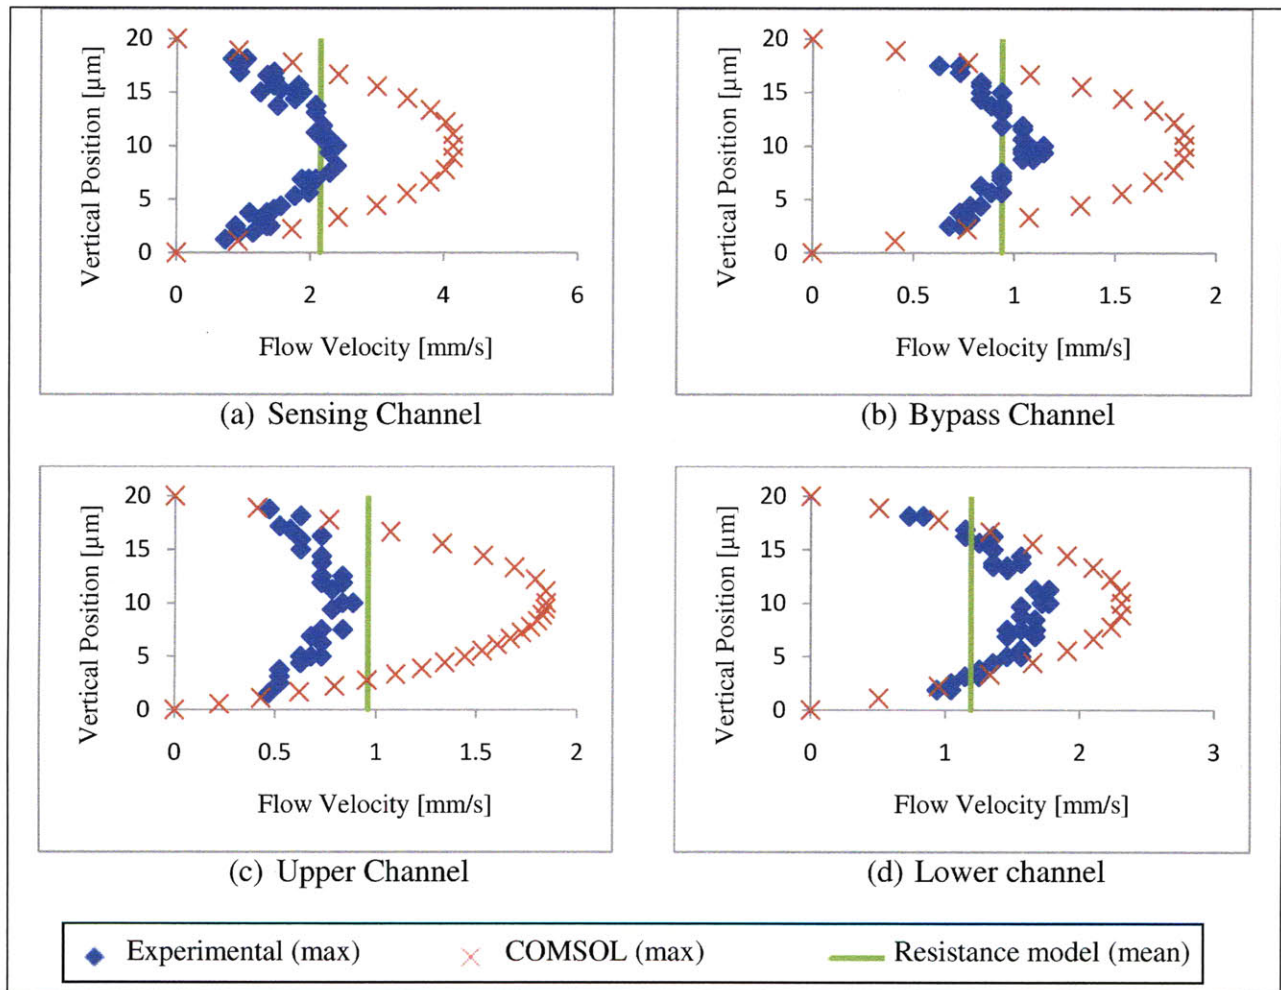 20
15
10
5
0
Vertical Position [µm]
0 2 4 6
Flow Velocity [mm/s]
(a) Sensing Channel
20
15
10
5
0
Vertical Position [µm]
0 0.5 1 1.5 2
Flow Velocity [mm/s]
(b) Bypass Channel
20
15
10
5
0
Vertical Position [µm]
0 0.5 1 1.5 2
Flow Velocity [mm/s]
(c) Upper Channel
20
15
10
5
0
Vertical Position [µm]
0 1 2 3
Flow Velocity [mm/s]
(d) Lower channel
Experimental (max) COMSOL (max) Resistance model (mean)